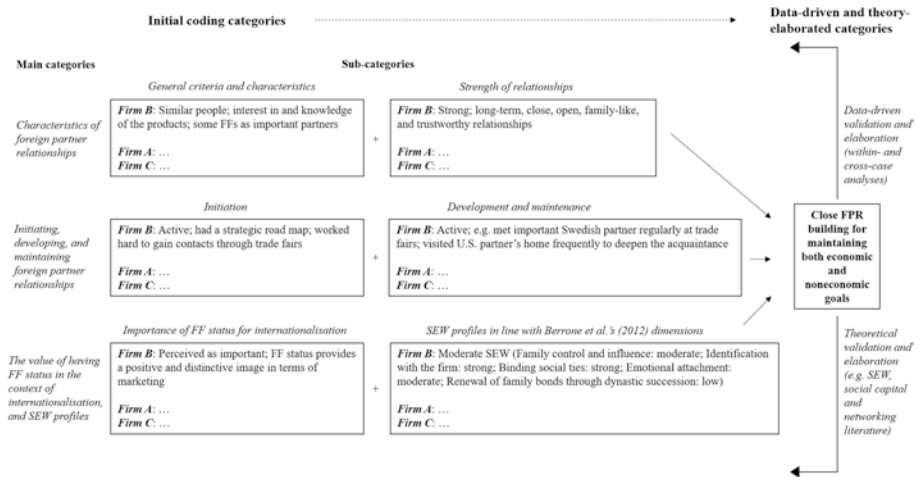 Initial coding categories
Data-driven and theory-
elaborated categories
Main categories
Sub-categories
General criteria and characteristics
Strength of relationships
Characteristics of
foreign partner
relationships
Firm B: Similar people; interest in and knowledge
of the products; some FFs as important partners
Firm A: …
Firm C: …
+
Firm B: Strong; long-term, close, open, family-like,
and trustworthy relationships
Firm A: …
Firm C: …
Data-driven
validation and
elaboration
(within- and
cross-case
analyses)
Initiation
Development and maintenance
Initiating,
developing, and
maintaining
foreign partner
relationships
Firm B: Active; had a strategic road map; worked
hard to gain contacts through trade fairs
Firm A: …
Firm C: …
+
Firm B: Active; e.g. met important Swedish partner regularly at trade
fairs; visited U.S. partner's home frequently to deepen the acquaintance
Firm A: …
Firm C: …
Close FPR
building for
maintaining
both economic
and
noneconomic
goals
Importance of FF status for internationalisation
SEW profiles in line with Berrone et al.'s (2012) dimensions
The value of having
FF status in the
context of
internationalisation,
and SEW profiles
Firm B: Perceived as important; FF status provides
a positive and distinctive image in terms of
marketing
Firm A: …
Firm C: …
+
Firm B: Moderate SEW (Family control and influence: moderate; Identification
with the firm: strong; Binding social ties: strong; Emotional attachment:
moderate; Renewal of family bonds through dynastic succession: low)
Firm A: …
Firm C: …
Theoretical
validation and
elaboration
(e.g. SEW,
social capital
and
networking
literature)